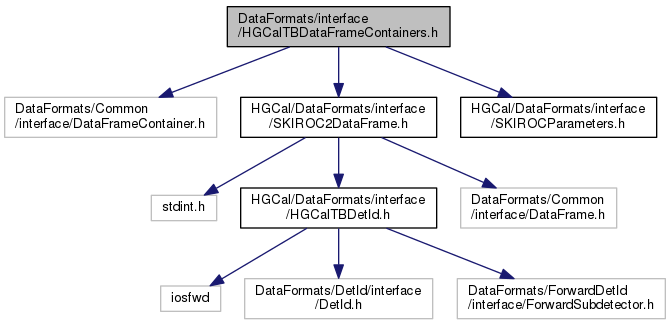 DataFormats/interface
/HGCalTBDataFrameContainers.h
DataFormats/Common
/interface/DataFrameContainer.h
HGCal/DataFormats/interface
/SKIROC2DataFrame.h
HGCal/DataFormats/interface
/SKIROCParameters.h
stdint.h
HGCal/DataFormats/interface
/HGCalTBDetId.h
DataFormats/Common
/interface/DataFrame.h
iosfwd
DataFormats/DetId/interface
/DetId.h
DataFormats/ForwardDetId
/interface/ForwardSubdetector.h